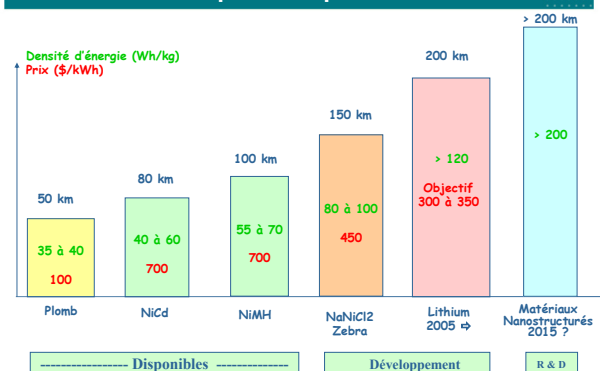 > 200 km
Densité d'énergie (Wh/kg)
Prix ($/kWh)
200 km
150 km
> 200
100 km
> 120
80 km
Objectif
300 à 350
50 km
80 à 100
55 à 70
40 à 60
35 à 40
450
700
700
100
Plomb
NiCd
NiMH
NaNiCl2
Zebra
Lithium
2005 ⇨
Matériaux
Nanostructurés
2015 ?
----------------- Disponibles --------------
Développement
R & D